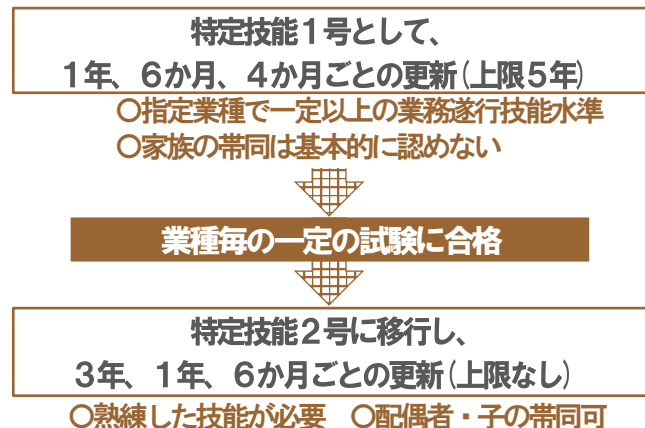 特定技能１号として、
１年、６か月、４か月ごとの更新（上限５年）
〇指定業種で一定以上の業務遂行技能水準
〇家族の帯同は基本的に認めない
業種毎の一定の試験に合格
特定技能２号に移行し、
３年、１年、６か月ごとの更新（上限なし）
〇熟練した技能が必要　〇配偶者・子の帯同可